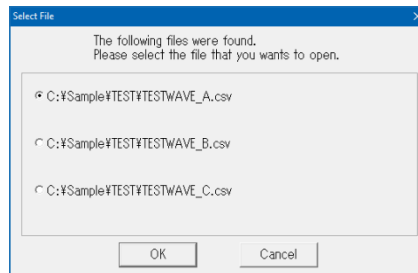 Select File
The following files were found.
Please select the file that you wants to open.
C:¥Sample¥TEST¥TESTWAVE_A.csv
C:¥Sample¥TEST¥TESTWAVE_B.csv
C:¥Sample¥TEST¥TESTWAVE_C.csv
OK
Cancel